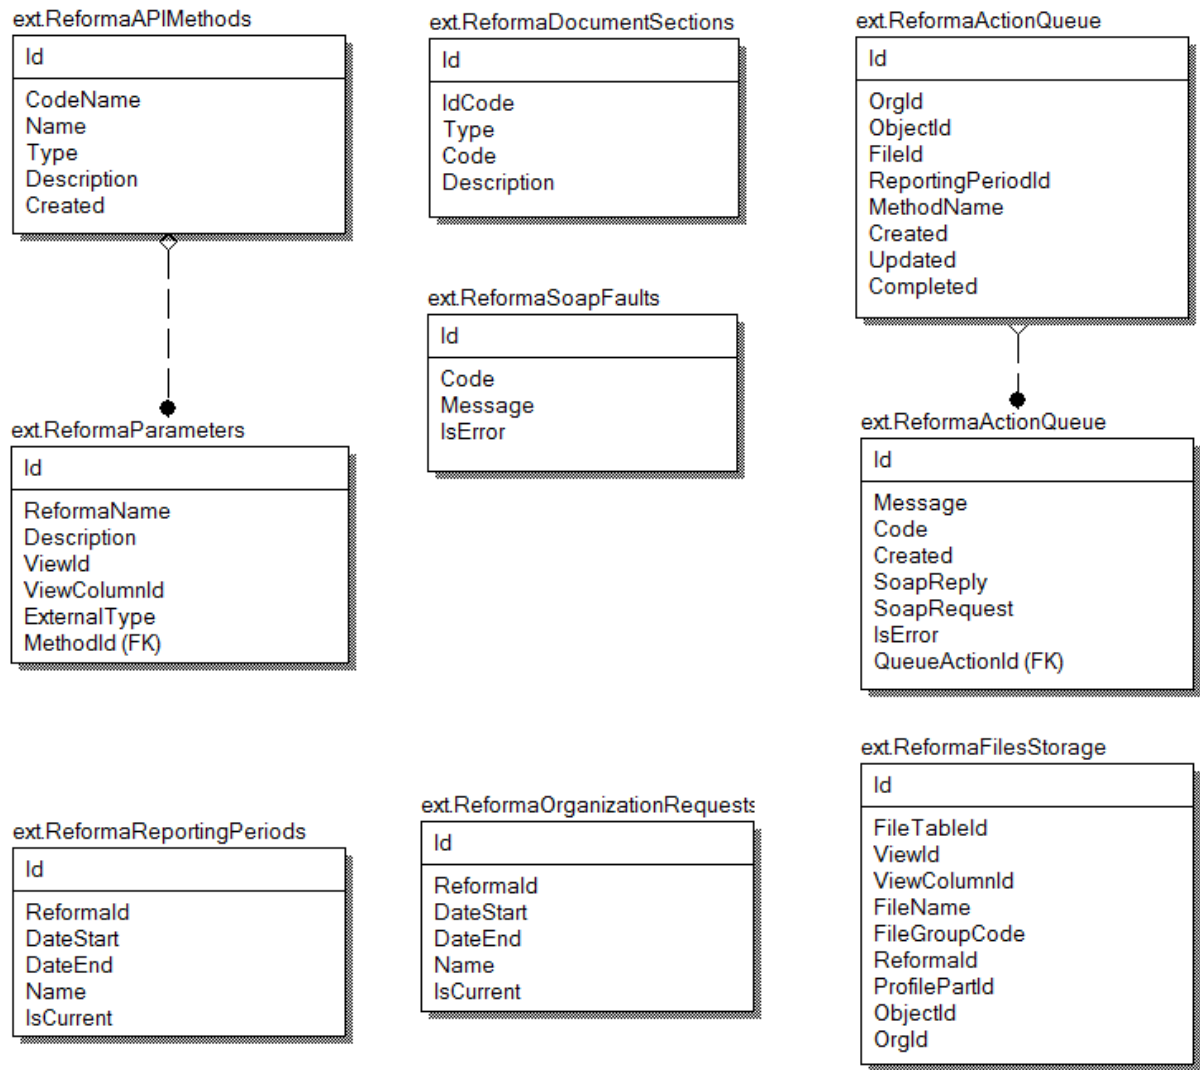 ext.ReformaAPIMethods
Id
CodeName
Name
Type
Description
Created
ext.ReformaDocumentSections
Id
IdCode
Type
Code
Description
ext.ReformaActionQueue
Id
OrgId
ObjectId
FileId
ReportingPeriodId
MethodName
Created
Updated
Completed
ext.ReformaSoapFaults
Id
Code
Message
IsError
ext.ReformaParameters
Id
ReformaName
Description
ViewId
ViewColumnId
ExternalType
MethodId (FK)
ext.ReformaActionQueue
Id
Message
Code
Created
SoapReply
SoapRequest
IsError
QueueActionId (FK)
ext.ReformaReportingPeriods
Id
ReformaId
DateStart
DateEnd
Name
IsCurrent
ext.ReformaOrganizationRequests
Id
ReformaId
DateStart
DateEnd
Name
IsCurrent
ext.ReformaFilesStorage
Id
FileTableId
ViewId
ViewColumnId
FileName
FileGroupCode
ReformaId
ProfilePartId
ObjectId
OrgId